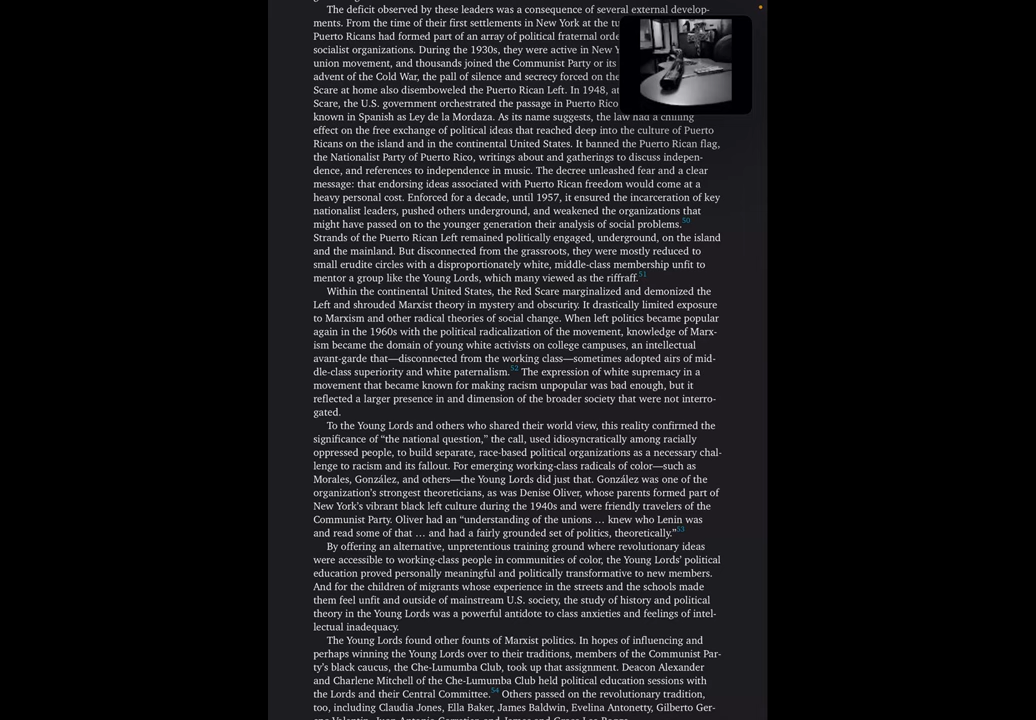 The deficit observed by these leaders was a consequence of several external develop-
ments. From the time of their first settlements in New York at the tu
Puerto Ricans had formed part of an array of political fraternal orde
socialist organizations. During the 1930s, they were active in New Y
union movement, and thousands joined the Communist Party or its
advent of the Cold War, the pall of silence and secrecy forced on the
Scare at home also disemboweled the Puerto Rican Left. In 1948, at
Scare, the U.S. government orchestrated the passage in Puerto Rico
known in Spanish as Ley de la Mordaza. As its name suggests, the law had a chilling
effect on the free exchange of political ideas that reached deep into the culture of Puerto
Ricans on the island and in the continental United States. It banned the Puerto Rican flag,
the Nationalist Party of Puerto Rico, writings about and gatherings to discuss indepen-
dence, and references to independence in music. The decree unleashed fear and a clear
message: that endorsing ideas associated with Puerto Rican freedom would come at a
heavy personal cost. Enforced for a decade, until 1957, it ensured the incarceration of key
nationalist leaders, pushed others underground, and weakened the organizations that
might have passed on to the younger generation their analysis of social problems.50
Strands of the Puerto Rican Left remained politically engaged, underground, on the island
and the mainland. But disconnected from the grassroots, they were mostly reduced to
small erudite circles with a disproportionately white, middle-class membership unfit to
mentor a group like the Young Lords, which many viewed as the riffraff.51
Within the continental United States, the Red Scare marginalized and demonized the
Left and shrouded Marxist theory in mystery and obscurity. It drastically limited exposure
to Marxism and other radical theories of social change. When left politics became popular
again in the 1960s with the political radicalization of the movement, knowledge of Marx-
ism became the domain of young white activists on college campuses, an intellectual
avant-garde that—disconnected from the working class—sometimes adopted airs of mid-
dle-class superiority and white paternalism.52 The expression of white supremacy in a
movement that became known for making racism unpopular was bad enough, but it
reflected a larger presence in and dimension of the broader society that were not interro-
gated.
To the Young Lords and others who shared their world view, this reality confirmed the
significance of “the national question,” the call, used idiosyncratically among racially
oppressed people, to build separate, race-based political organizations as a necessary chal-
lenge to racism and its fallout. For emerging working-class radicals of color—such as
Morales, González, and others—the Young Lords did just that. González was one of the
organization’s strongest theoreticians, as was Denise Oliver, whose parents formed part of
New York’s vibrant black left culture during the 1940s and were friendly travelers of the
Communist Party. Oliver had an “understanding of the unions … knew who Lenin was
and read some of that … and had a fairly grounded set of politics, theoretically.”53
By offering an alternative, unpretentious training ground where revolutionary ideas
were accessible to working-class people in communities of color, the Young Lords’ political
education proved personally meaningful and politically transformative to new members.
And for the children of migrants whose experience in the streets and the schools made
them feel unfit and outside of mainstream U.S. society, the study of history and political
theory in the Young Lords was a powerful antidote to class anxieties and feelings of intel-
lectual inadequacy.
The Young Lords found other founts of Marxist politics. In hopes of influencing and
perhaps winning the Young Lords over to their traditions, members of the Communist Par-
ty’s black caucus, the Che-Lumumba Club, took up that assignment. Deacon Alexander
and Charlene Mitchell of the Che-Lumumba Club held political education sessions with
the Lords and their Central Committee.54 Others passed on the revolutionary tradition,
too, including Claudia Jones, Ella Baker, James Baldwin, Evelina Antonetty, Gilberto Ger-